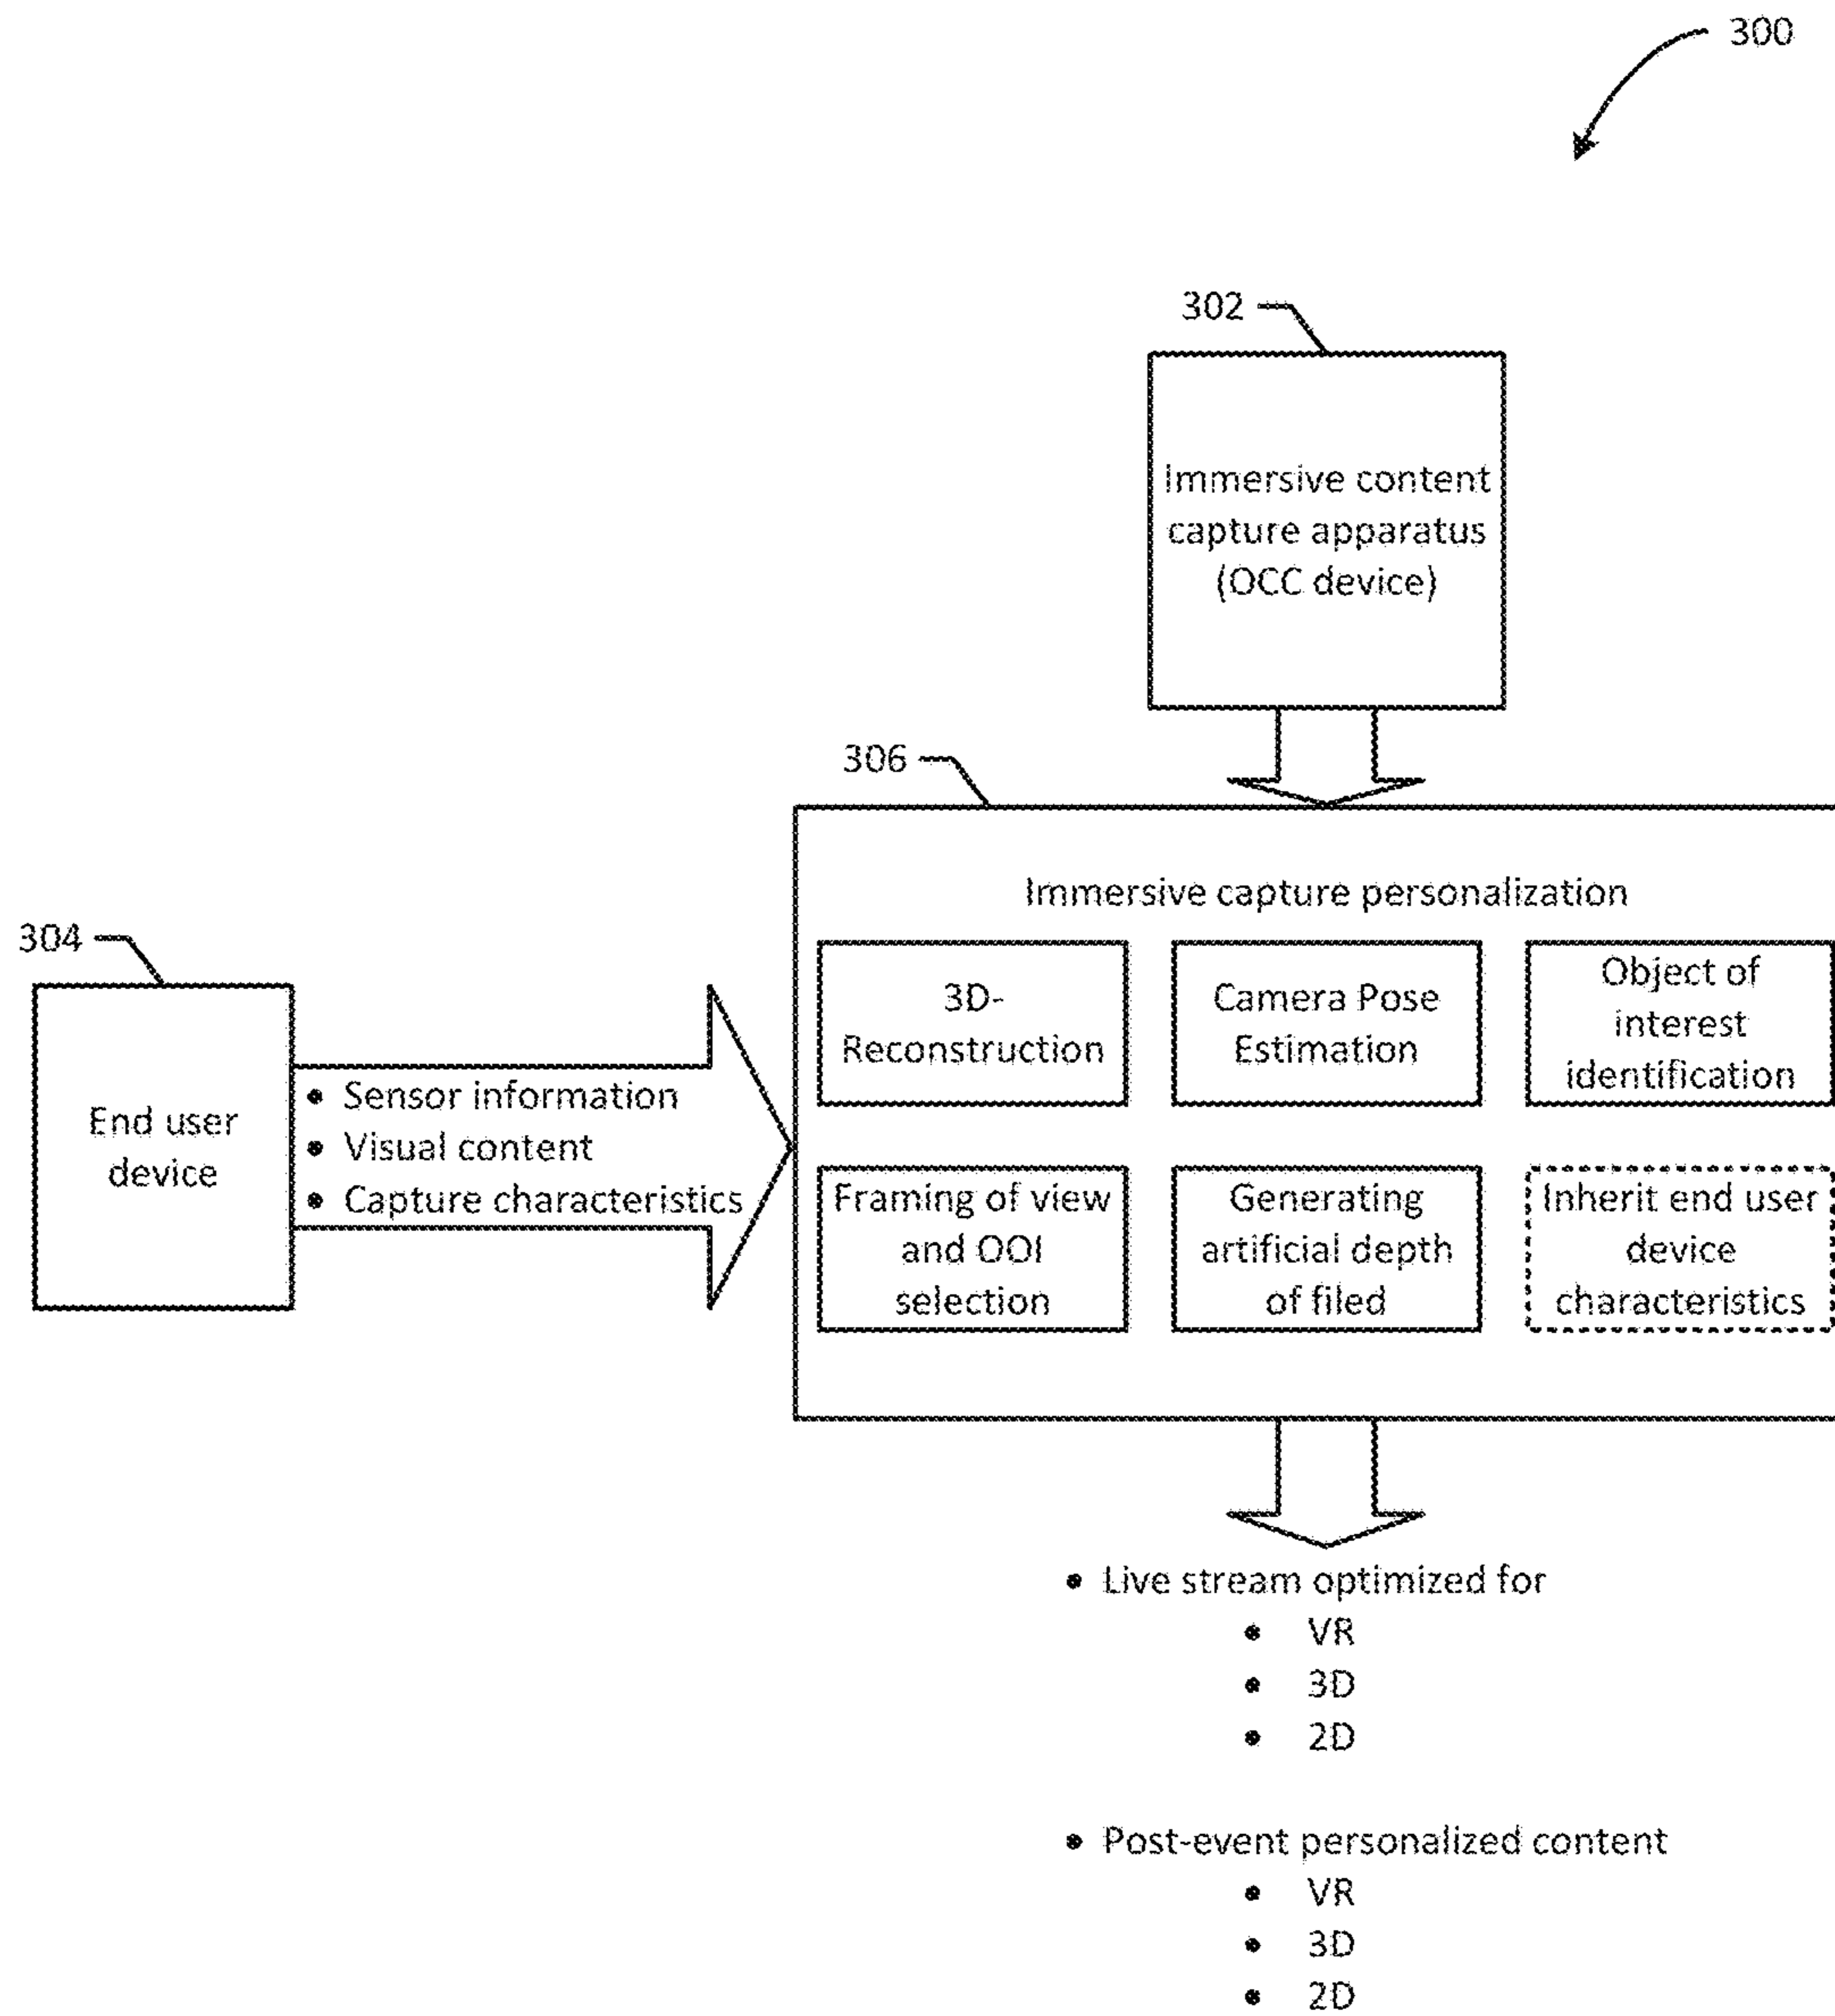 300
302
Immersive content
capture apparatus
(OCC device)
306
Immersive capture personalization
304
End user
device
• Sensor information
• Visual content
• Capture characteristics
3D-
Reconstruction
Camera Pose
Estimation
Object of
interest
identification
Framing of view
and OOI
selection
Generating
artificial depth
of filed
Inherit end user
device
characteristics
• Live stream optimized for
• VR
• 3D
• 2D
• Post-event personalized content
• VR
• 3D
• 2D